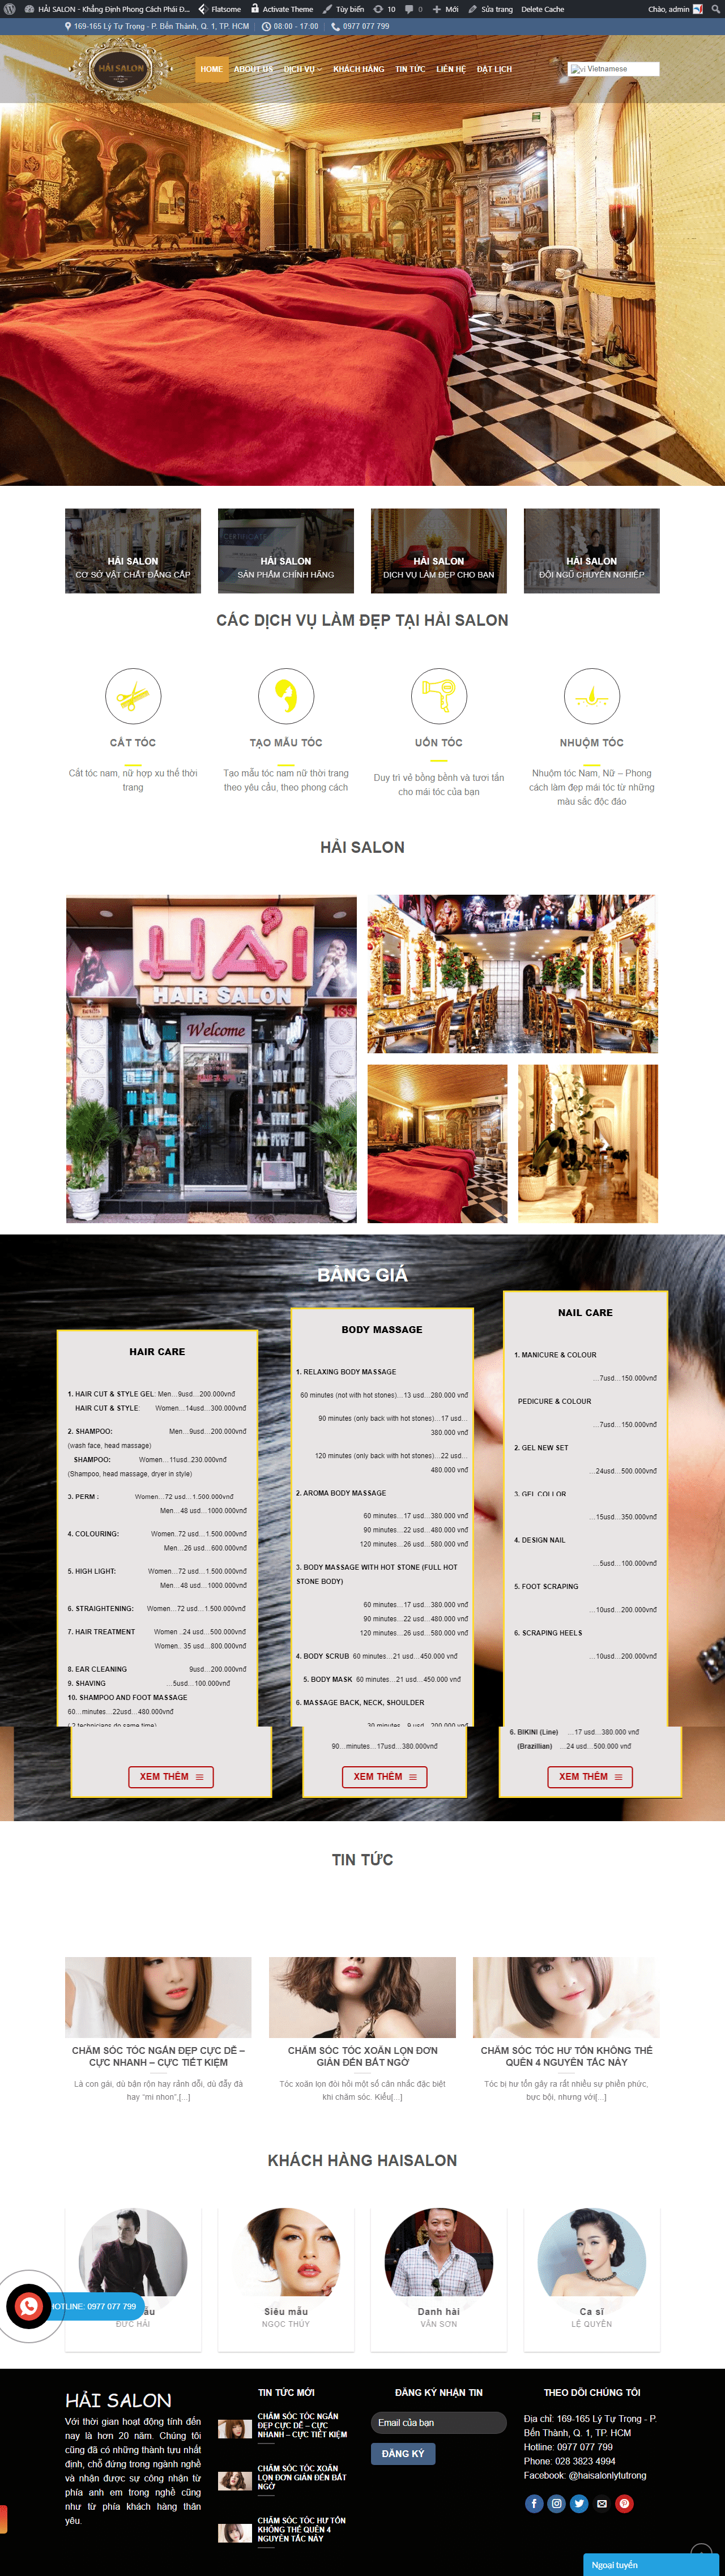 HẢI SALON - Khẳng Định Phong Cách Phái Đ... Flatsome Activate Theme Tùy biến 10 0 Mới Sửa trang Delete Cache Chào, admin
169-165 Lý Tự Trọng - P. Bến Thành, Q. 1, TP. HCM 08:00 - 17:00 0977 077 799
HẢI SALON
HOME ABOUT US DỊCH VỤ KHÁCH HÀNG TIN TỨC LIÊN HỆ ĐẶT LỊCH
vi Vietnamese
HẢI SALON
CƠ SỞ VẬT CHẤT ĐẲNG CẤP
HẢI SALON
SẢN PHẨM CHÍNH HÃNG
HẢI SALON
DỊCH VỤ LÀM ĐẸP CHO BẠN
HẢI SALON
ĐỘI NGŨ CHUYÊN NGHIỆP
CÁC DỊCH VỤ LÀM ĐẸP TẠI HẢI SALON
CẮT TÓC
Cắt tóc nam, nữ hợp xu thế thời
trang
TẠO MẪU TÓC
Tạo mẫu tóc nam nữ thời trang
theo yêu cầu, theo phong cách
UỐN TÓC
Duy trì vẻ bồng bềnh và tươi tắn
cho mái tóc của bạn
NHUỘM TÓC
Nhuộm tóc Nam, Nữ – Phong
cách làm đẹp mái tóc từ những
màu sắc độc đáo
HẢI SALON
HẢI
HAIR SALON
169
Welcome
BẢNG GIÁ
HAIR CARE
1. HAIR CUT & STYLE GEL: Men…9usd…200.000vnđ
HAIR CUT & STYLE: Women…14usd…300.000vnđ
2. SHAMPOO: Men…9usd…200.000vnđ
(wash face, head massage)
SHAMPOO: Women…11usd..230.000vnđ
(Shampoo, head massage, dryer in style)
3. PERM : Women…72 usd…1.500.000vnđ
Men…48 usd…1000.000vnđ
4. COLOURING: Women..72 usd…1.500.000vnđ
Men…26 usd…600.000vnđ
5. HIGH LIGHT: Women…72 usd…1.500.000vnđ
Men…48 usd…1000.000vnđ
6. STRAIGHTENING: Women…72 usd…1.500.000vnđ
7. HAIR TREATMENT Women ..24 usd…500.000vnđ
Women.. 35 usd…800.000vnđ
8. EAR CLEANING 9usd…200.000vnđ
9. SHAVING …5usd…100.000vnđ
10. SHAMPOO AND FOOT MASSAGE
60…minutes…22usd…480.000vnđ
( 2 technicians do same time)
XEM THÊM
BODY MASSAGE
1. RELAXING BODY MASSAGE
60 minutes (not with hot stones)…13 usd…280.000 vnđ
90 minutes (only back with hot stones)…17 usd…
380.000 vnđ
120 minutes (only back with hot stones)…22 usd…
480.000 vnđ
2. AROMA BODY MASSAGE
60 minutes…17 usd…380.000 vnđ
90 minutes…22 usd…480.000 vnđ
120 minutes…26 usd…580.000 vnđ
3. BODY MASSAGE WITH HOT STONE (FULL HOT
STONE BODY)
60 minutes…17 usd…380.000 vnđ
90 minutes…22 usd…480.000 vnđ
120 minutes…26 usd…580.000 vnđ
4. BODY SCRUB 60 minutes…21 usd…450.000 vnđ
5. BODY MASK 60 minutes…21 usd…450.000 vnđ
6. MASSAGE BACK, NECK, SHOULDER
30 minutes…9 usd…200.000 vnđ
90…minutes…17usd…380.000vnđ
XEM THÊM
NAIL CARE
1. MANICURE & COLOUR
…7usd…150.000vnđ
PEDICURE & COLOUR
…7usd…150.000vnđ
2. GEL NEW SET
…24usd…500.000vnđ
3. GEL COLLOR
…15usd…350.000vnđ
4. DESIGN NAIL
…5usd…100.000vnđ
5. FOOT SCRAPING
…10usd…200.000vnđ
6. SCRAPING HEELS
…10usd…200.000vnđ
6. BIKINI (Line) …17 usd…380.000 vnđ
(Brazillian) …24 usd…500.000 vnđ
XEM THÊM
TIN TỨC
CHĂM SÓC TÓC NGẮN ĐẸP CỰC DỄ –
CỰC NHANH – CỰC TIẾT KIỆM
Là con gái, dù bận rộn hay rảnh dỗi, dù đẫy đà
hay “mi nhon”,[...]
CHĂM SÓC TÓC XOĂN LỌN ĐƠN
GIẢN ĐẾN BẤT NGỜ
Tóc xoăn lọn đòi hỏi một số cân nhắc đặc biệt
khi chăm sóc. Kiểu[...]
CHĂM SÓC TÓC HƯ TỔN KHÔNG THỂ
QUÊN 4 NGUYÊN TẮC NÀY
Tóc bị hư tổn gây ra rất nhiều sự phiền phức,
bực bội, nhưng với[...]
KHÁCH HÀNG HAISALON
ĐỨC HẢI
Siêu mẫu
NGỌC THÚY
Danh hài
VÂN SƠN
Ca sĩ
LỆ QUYÊN
HOTLINE: 0977 077 799
HẢI SALON
Với thời gian hoạt động tính đến
nay là hơn 20 năm. Chúng tôi
cũng đã có những thành tựu nhất
định, chỗ đứng trong ngành nghề
và nhận được sự công nhận từ
phía anh em trong nghề cũng
như từ phía khách hàng thân
yêu.
TIN TỨC MỚI
CHĂM SÓC TÓC NGẮN
ĐẸP CỰC DỄ – CỰC
NHANH – CỰC TIẾT KIỆM
CHĂM SÓC TÓC XOĂN
LỌN ĐƠN GIẢN ĐẾN BẤT
NGỜ
CHĂM SÓC TÓC HƯ TỔN
KHÔNG THỂ QUÊN 4
NGUYÊN TẮC NÀY
ĐĂNG KÝ NHẬN TIN
Email của bạn
ĐĂNG KÝ
THEO DÕI CHÚNG TÔI
Địa chỉ: 169-165 Lý Tự Trọng - P.
Bến Thành, Q. 1, TP. HCM
Hotline: 0977 077 799
Phone: 028 3823 4994
Facebook: @haisalonlytutrong
Ngoại tuyến